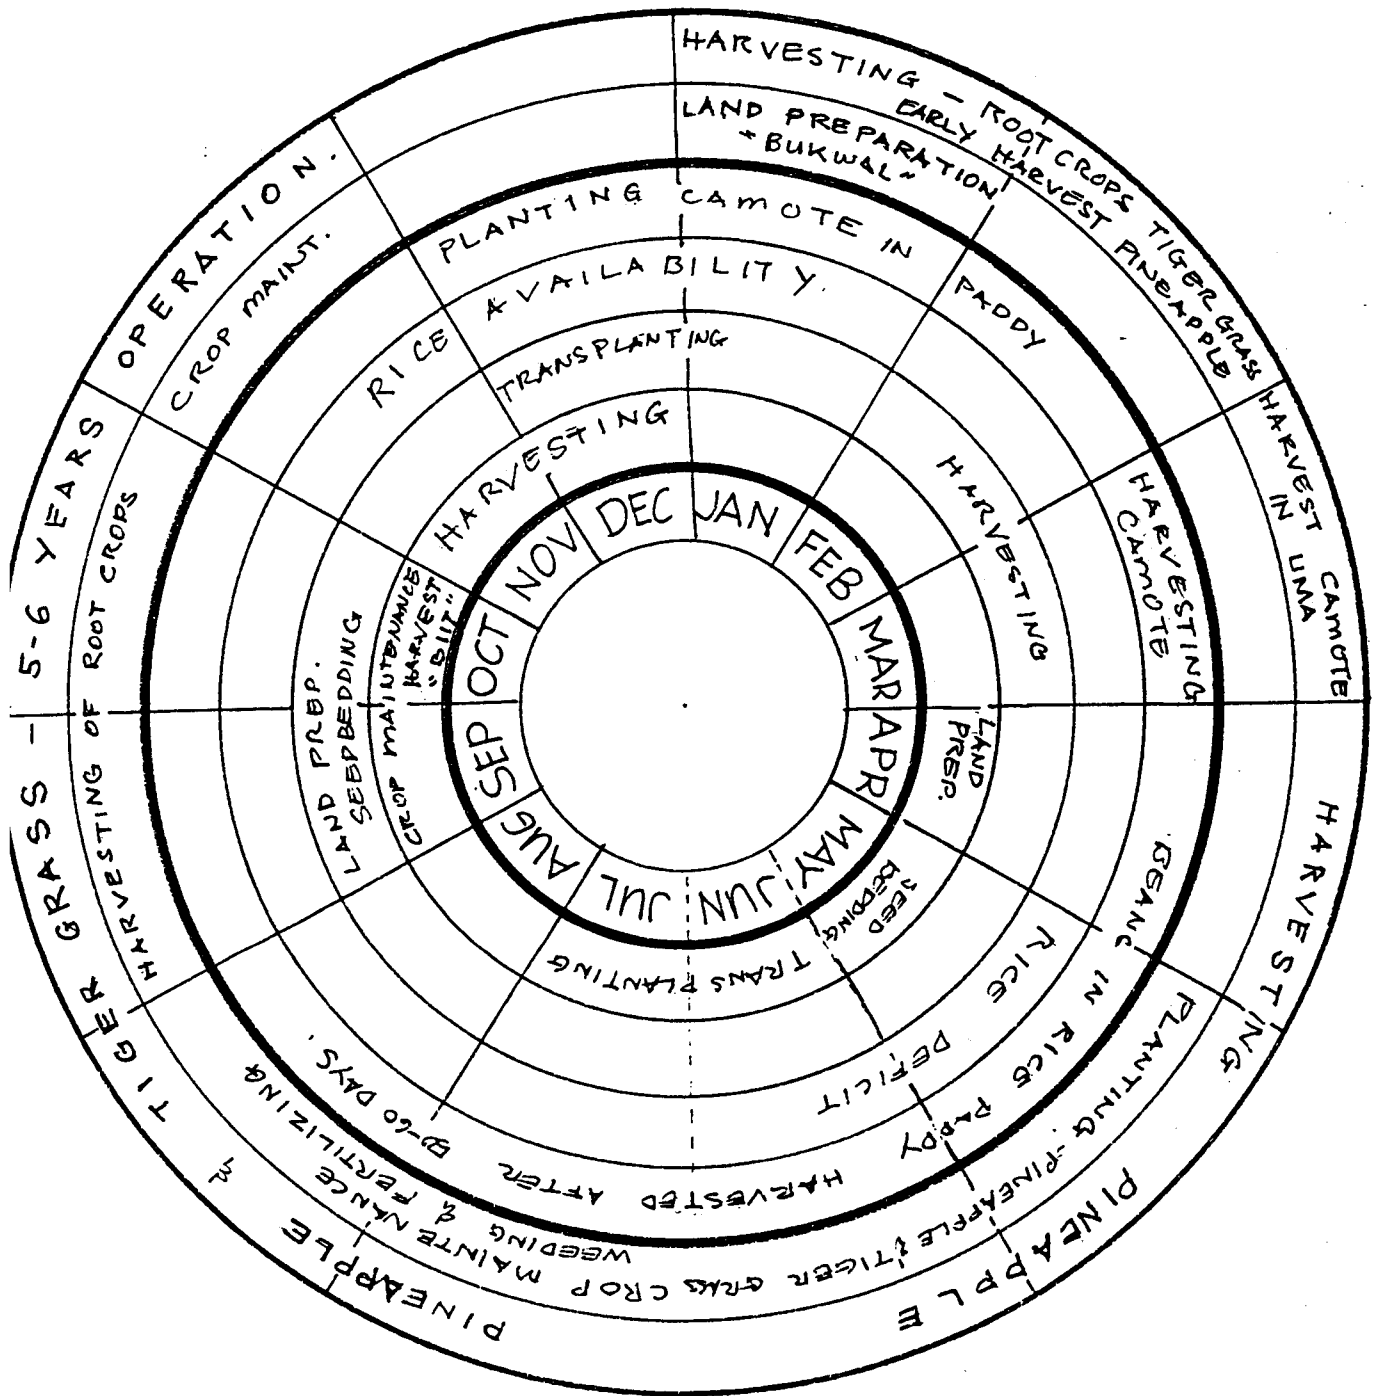 HARVESTING - ROOT CROPS TIGER GRASS
EARLY HARVEST PINEAPPLE
HARVEST CAMOTE
IN UMA
HARVESTING
PINEAPPLE
PINEAPPLE
&
TIGER GRASS - 5-6 YEARS
OPERATION.
LAND PREPARATION
"BUKWAL"
PLANTING - PINEAPPLE & TIGER GRASS
CROP MAINTENANCE
WEEDING & FERTILIZING
HARVESTING OF ROOT CROPS
CROP MAINT.
PLANTING CAMOTE IN PADDY
HARVESTING
CAMOTE
BEANS IN RICE PADDY
HARVESTED AFTER
-60 DAYS.
RICE AVAILABILITY.
RICE DEFICIT
TRANSPLANTING
HARVESTING
LAND PREP.
SEEDBEDDING
HARVESTING
LAND
PREP.
SEED
BEDDING
TRANSPLANTING
CROP MAINTENANCE
HARVEST
JAN
FEB
MAR
APR
MAY
JUN
JUL
AUG
SEP
OCT
NOV
DEC